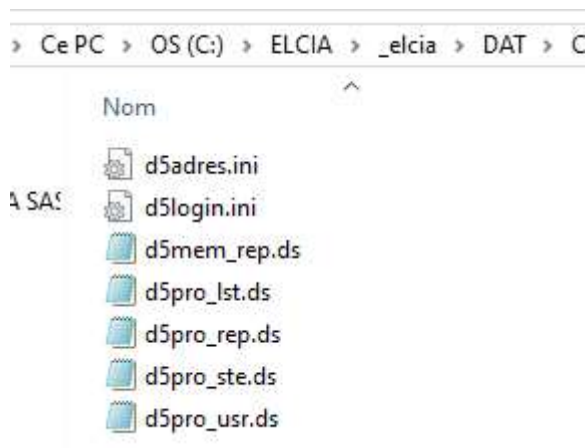 > Ce PC > OS (C:) > ELCIA > _elcia > DAT > C
Nom
d5adres.ini
A SAS
d5login.ini
d5mem_rep.ds
d5pro_lst.ds
d5pro_rep.ds
d5pro_ste.ds
d5pro_usr.ds